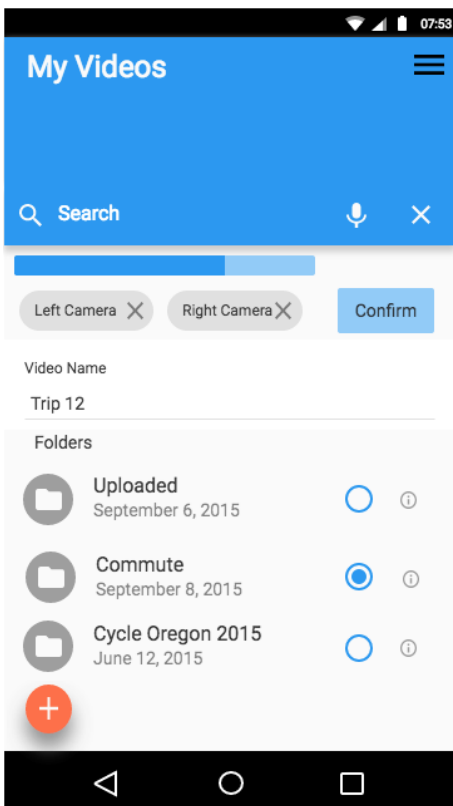 07:53
My Videos
Search
Left Camera Right Camera Confirm
Video Name
Trip 12
Folders
Uploaded
September 6, 2015
Commute
September 8, 2015
Cycle Oregon 2015
June 12, 2015